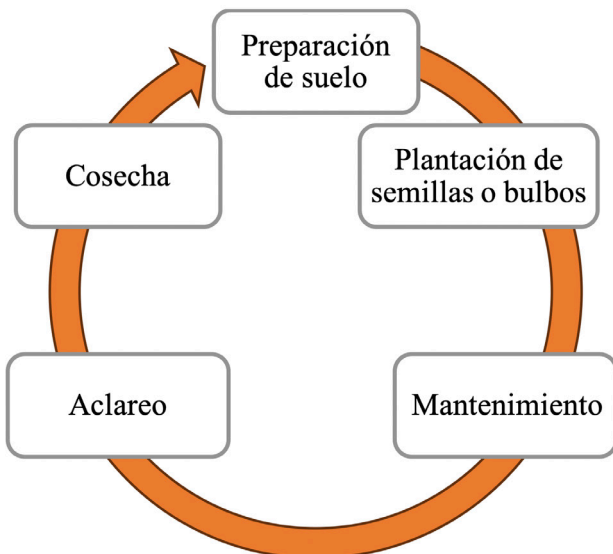 Preparación
de suelo
Plantación de
semillas o bulbos
Mantenimiento
Aclareo
Cosecha